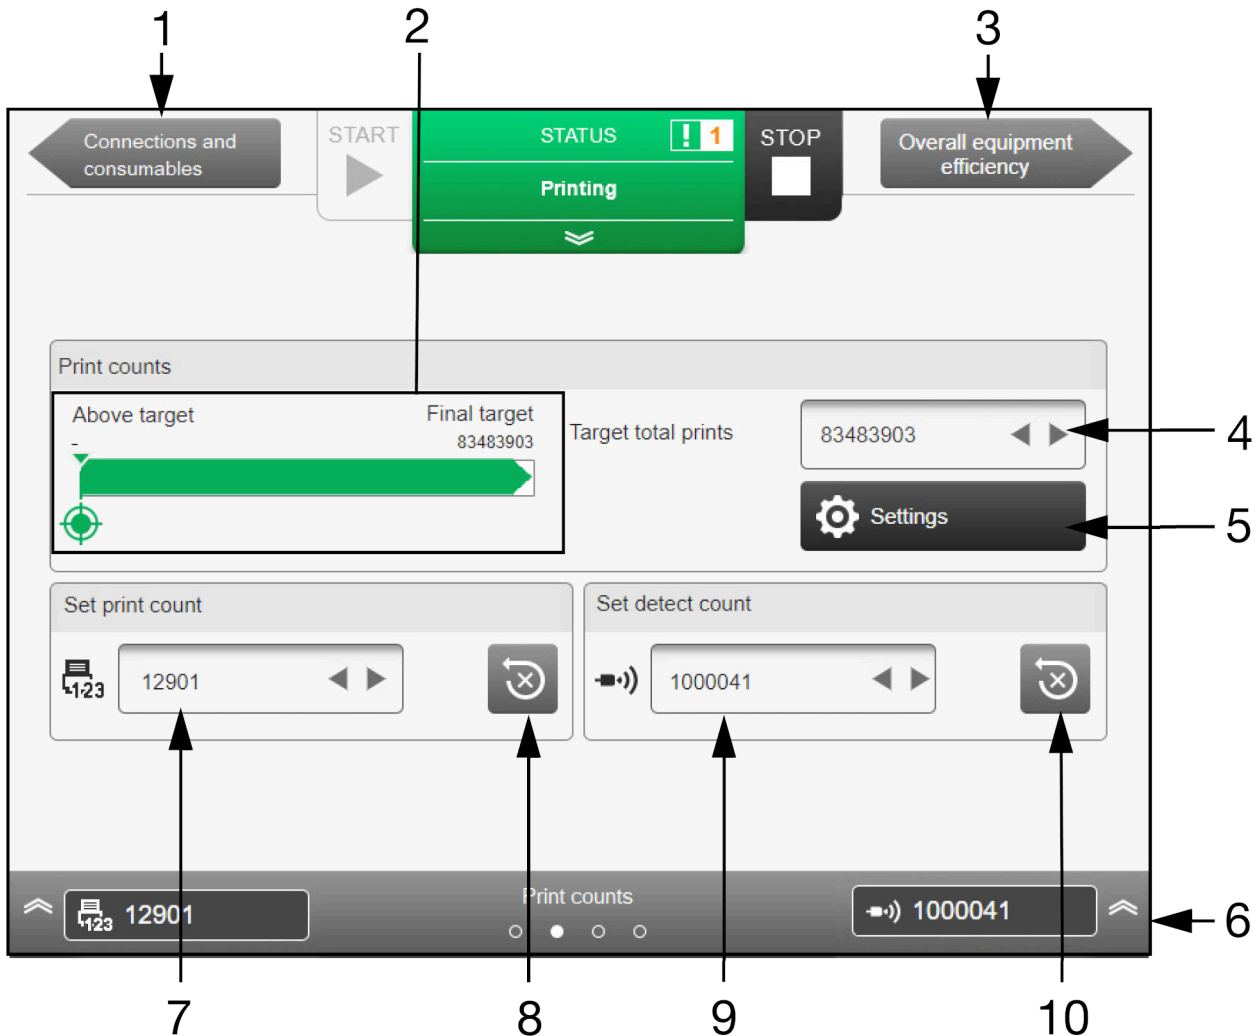 1 2 3
Connections and
consumables
START
STATUS
! 1
Printing
STOP
Overall equipment
efficiency
Print counts
Above target
-
Final target
83483903
Target total prints
83483903
4
Settings
5
Set print count
123
12901
Set detect count
1000041
123
12901
Print counts
1000041
6
7 8 9 10